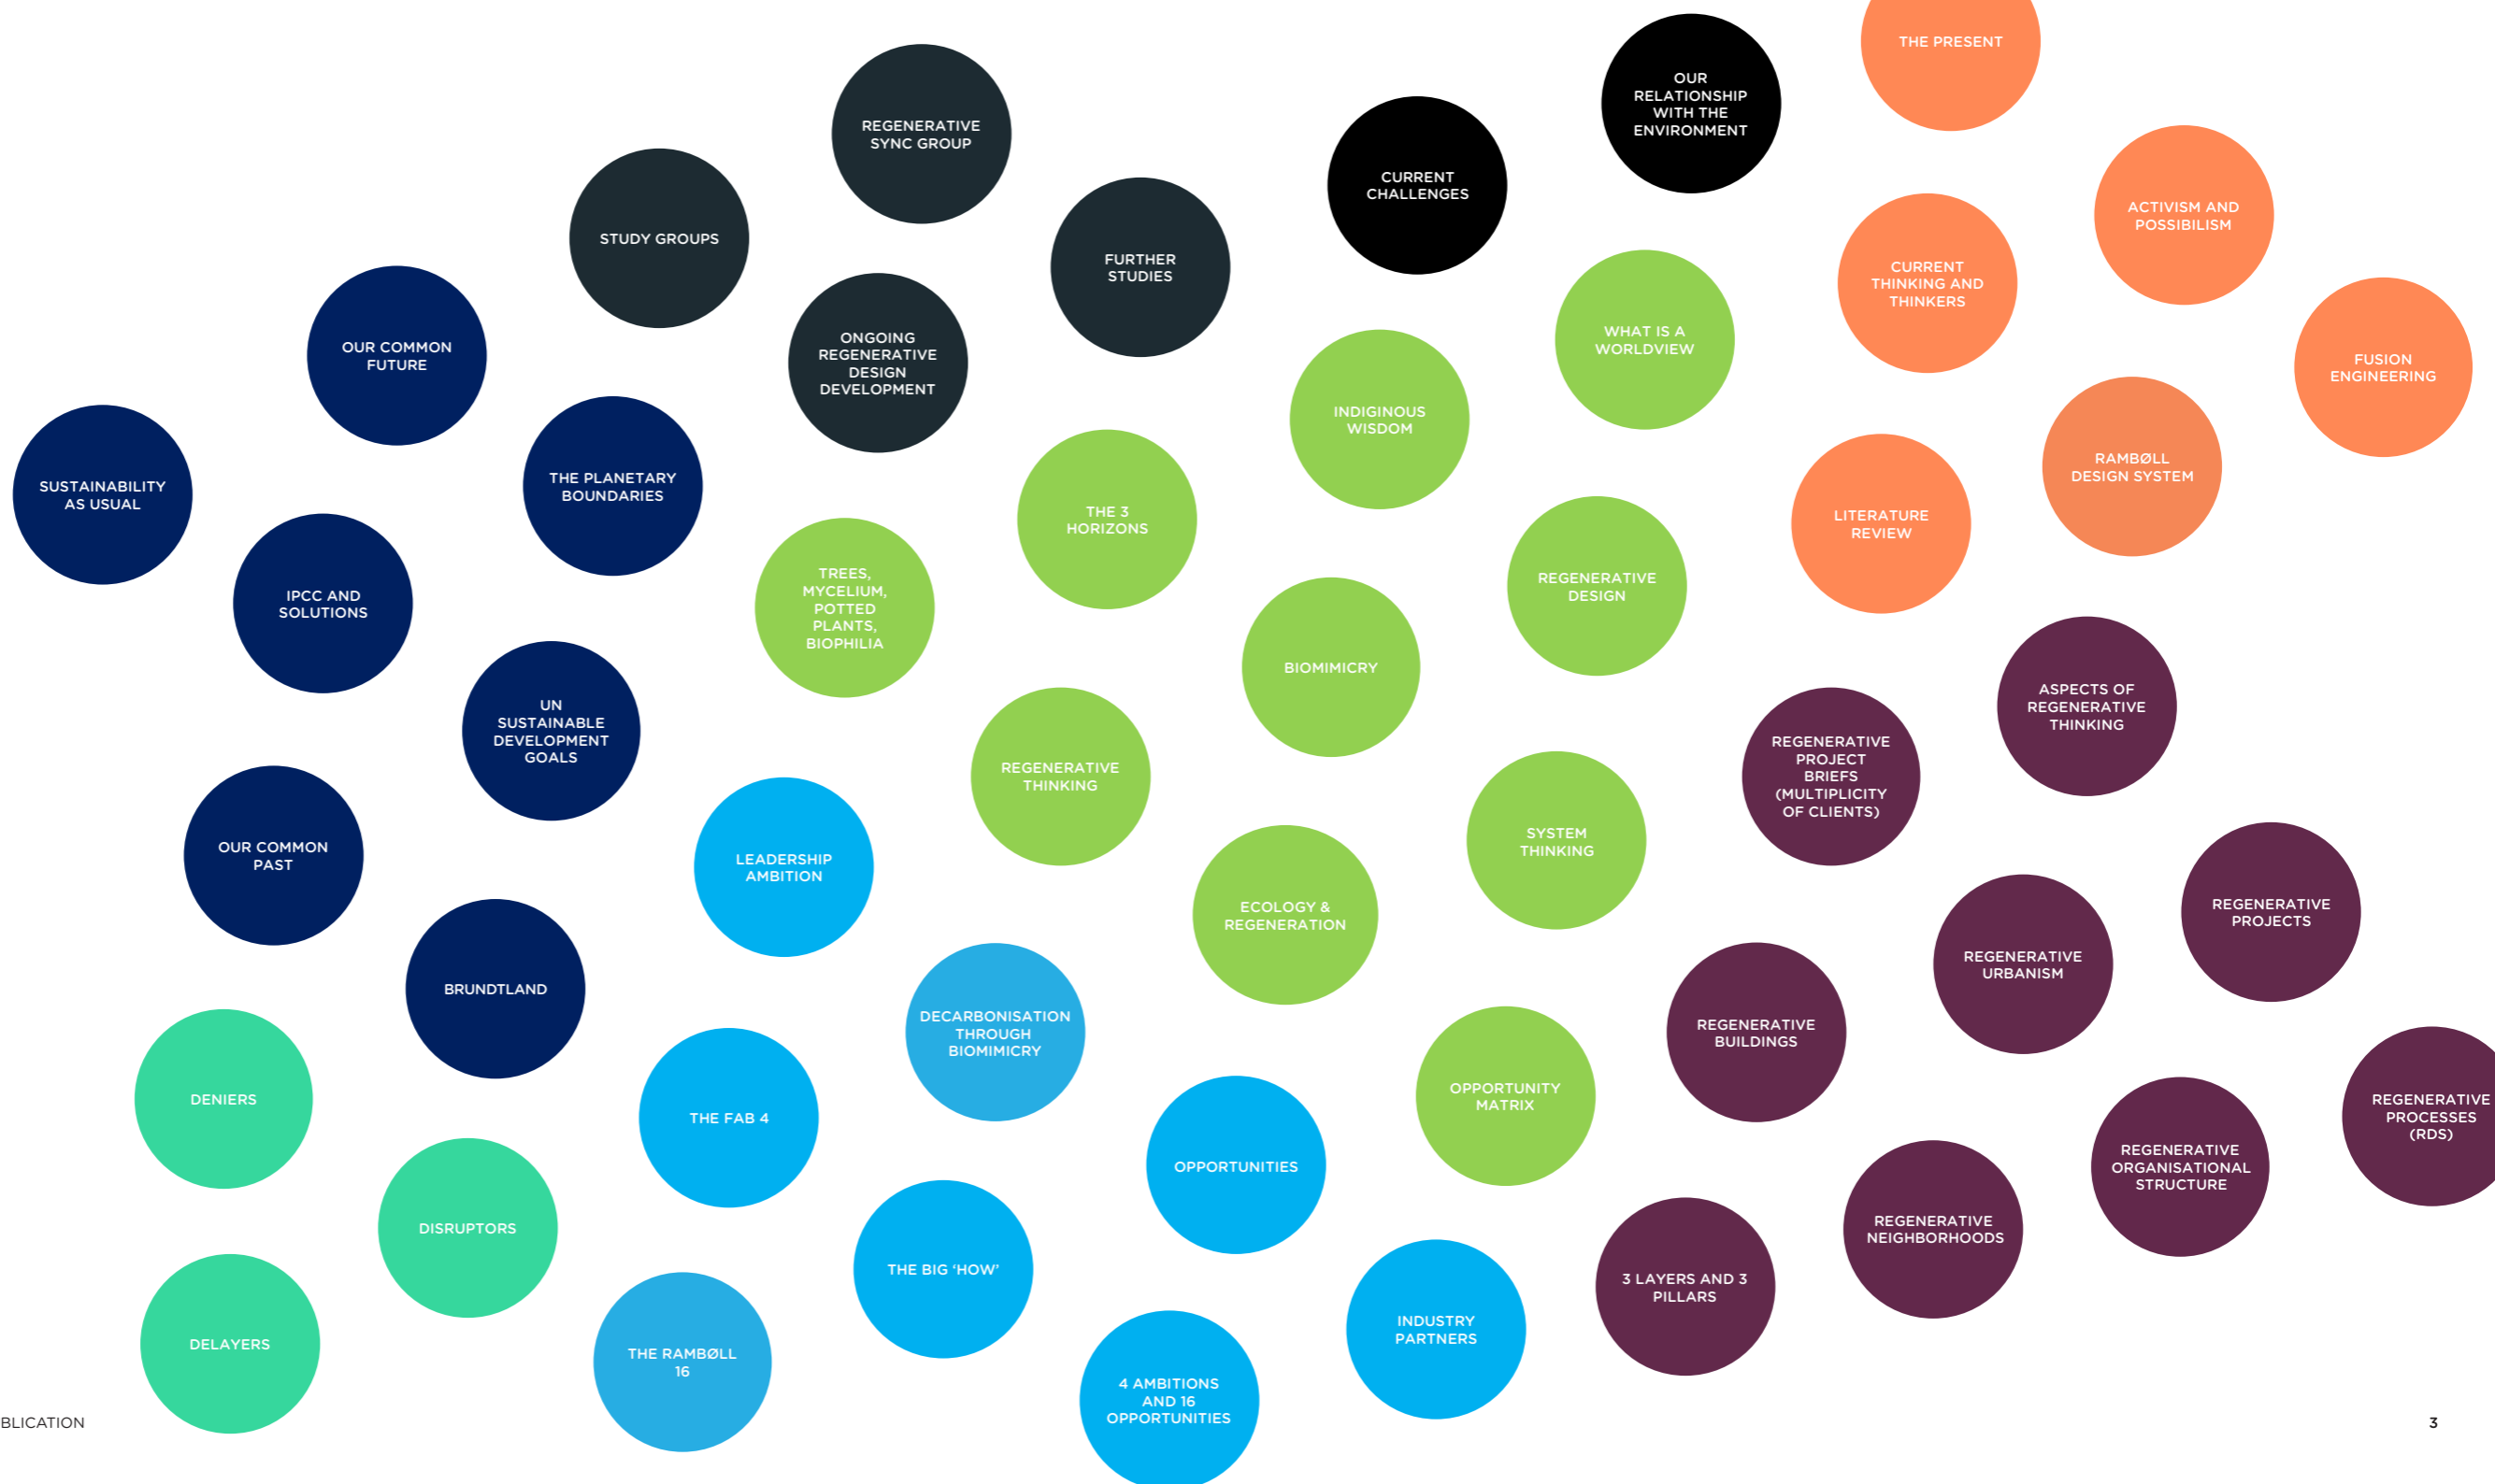 THE PRESENT
OUR
RELATIONSHIP
WITH THE
ENVIRONMENT
REGENERATIVE
SYNC GROUP
CURRENT
CHALLENGES
ACTIVISM AND
POSSIBILISM
STUDY GROUPS
FURTHER
STUDIES
CURRENT
THINKING AND
THINKERS
OUR COMMON
FUTURE
ONGOING
REGENERATIVE
DESIGN
DEVELOPMENT
WHAT IS A
WORLDVIEW
FUSION
ENGINEERING
INDIGINOUS
WISDOM
RAMBØLL
DESIGN SYSTEM
SUSTAINABILITY
AS USUAL
THE PLANETARY
BOUNDARIES
THE 3
HORIZONS
LITERATURE
REVIEW
IPCC AND
SOLUTIONS
TREES,
MYCELIUM,
POTTED
PLANTS,
BIOPHILIA
REGENERATIVE
DESIGN
BIOMIMICRY
ASPECTS OF
REGENERATIVE
THINKING
UN
SUSTAINABLE
DEVELOPMENT
GOALS
REGENERATIVE
THINKING
REGENERATIVE
PROJECT
BRIEFS
(MULTIPLICITY
OF CLIENTS)
OUR COMMON
PAST
LEADERSHIP
AMBITION
SYSTEM
THINKING
ECOLOGY &
REGENERATION
REGENERATIVE
PROJECTS
BRUNDTLAND
REGENERATIVE
URBANISM
DECARBONISATION
THROUGH
BIOMIMICRY
REGENERATIVE
BUILDINGS
DENIERS
THE FAB 4
OPPORTUNITY
MATRIX
REGENERATIVE
PROCESSES
(RDS)
DISRUPTORS
OPPORTUNITIES
REGENERATIVE
ORGANISATIONAL
STRUCTURE
THE BIG ‘HOW’
REGENERATIVE
NEIGHBORHOODS
DELAYERS
THE RAMBØLL
16
INDUSTRY
PARTNERS
3 LAYERS AND 3
PILLARS
4 AMBITIONS
AND 16
OPPORTUNITIES
BLICATION
3